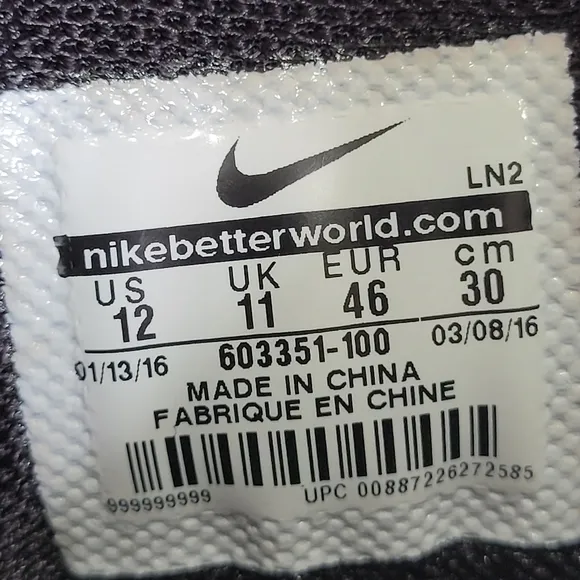 LN2
nikebetterworld.com
US UK EUR cm
12 11 46 30
01/13/16 603351-100 03/08/16
MADE IN CHINA
FABRIQUE EN CHINE
999999999 UPC 00887226272585